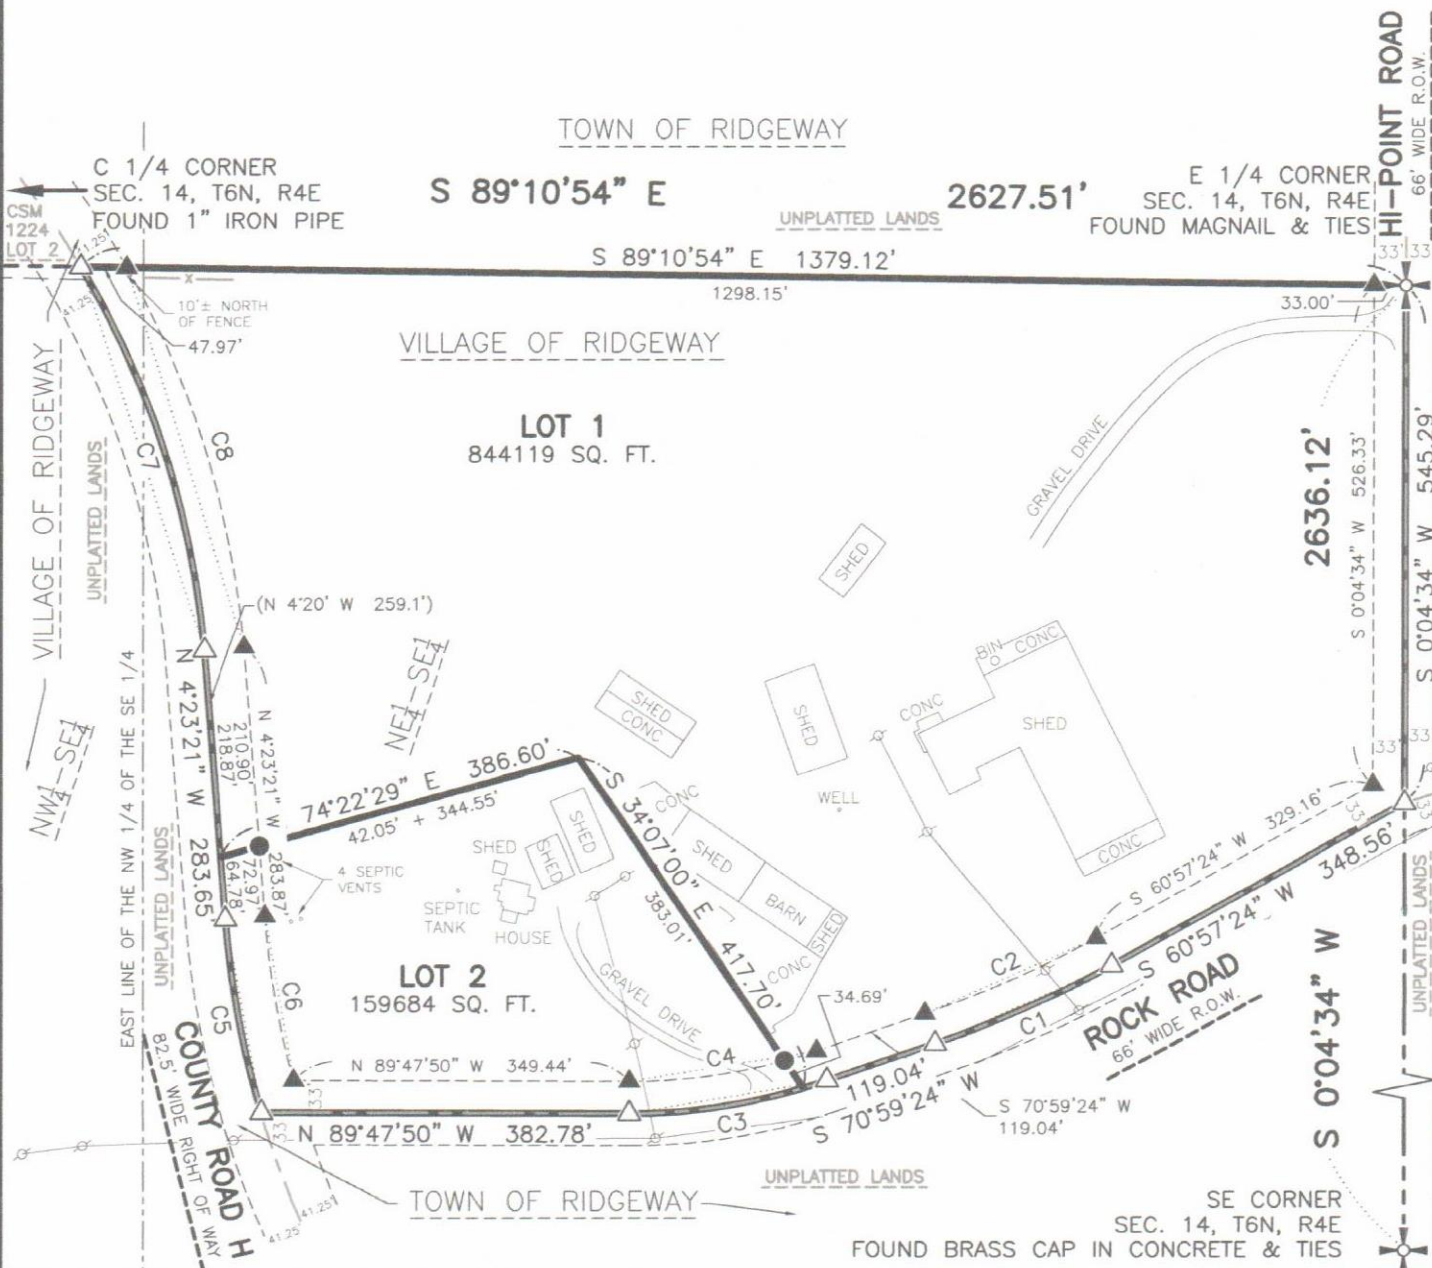 TOWN OF RIDGEWAY
C 1/4 CORNER
SEC. 14, T6N, R4E
FOUND 1" IRON PIPE
S 89°10'54" E 2627.51'
E 1/4 CORNER
SEC. 14, T6N, R4E
FOUND MAGNAIL & TIES
HI-POINT ROAD
66' WIDE R.O.W.
CSM
1224
LOT 2
UNPLATTED LANDS
S 89°10'54" E 1379.12'
1298.15'
33.00'
33'
33'
41.25'
10'± NORTH
OF FENCE
47.97'
x
VILLAGE OF RIDGEWAY
LOT 1
844119 SQ. FT.
VILLAGE OF RIDGEWAY
UNPLATTED LANDS
C7
C8
GRAVEL DRIVE
2636.12'
S 0°04'34" W 526.33'
S 0°04'34" W 545.29'
SHED
(N 4°20' W 259.1')
NE1/4-SE1/4
NW1/4-SE1/4
EAST LINE OF THE NW 1/4 OF THE SE 1/4
N 4°23'21" W 283.65'
210.90'
218.87'
N 4°23'21" W 283.87'
72.97'
64.78'
BIN
CONC
SHED
CONC
CONC
SHED
CONC
SHED
WELL
74°22'29" E 386.60'
42.05' + 344.55'
S 34°07'00" E 417.70'
383.01'
CONC
SHED
BARN
SHED
CONC
SHED
SHED
SHED
4 SEPTIC
VENTS
SEPTIC
TANK
HOUSE
33'
33'
33
S 60°57'24" W 329.16'
S 60°57'24" W 348.56'
UNPLATTED LANDS
UNPLATTED LANDS
LOT 2
159684 SQ. FT.
GRAVEL DRIVE
C2
C1
ROCK ROAD
66' WIDE R.O.W.
34.69'
C5
C6
COUNTY ROAD H
82.5' WIDE RIGHT OF WAY
N 89°47'50" W 349.44'
C4
119.04'
S 70°59'24" W
S 70°59'24" W
119.04'
C3
33'
33'
N 89°47'50" W 382.78'
S 0°04'34" W
UNPLATTED LANDS
TOWN OF RIDGEWAY
41.25'
41.25'
SE CORNER
SEC. 14, T6N, R4E
FOUND BRASS CAP IN CONCRETE & TIES